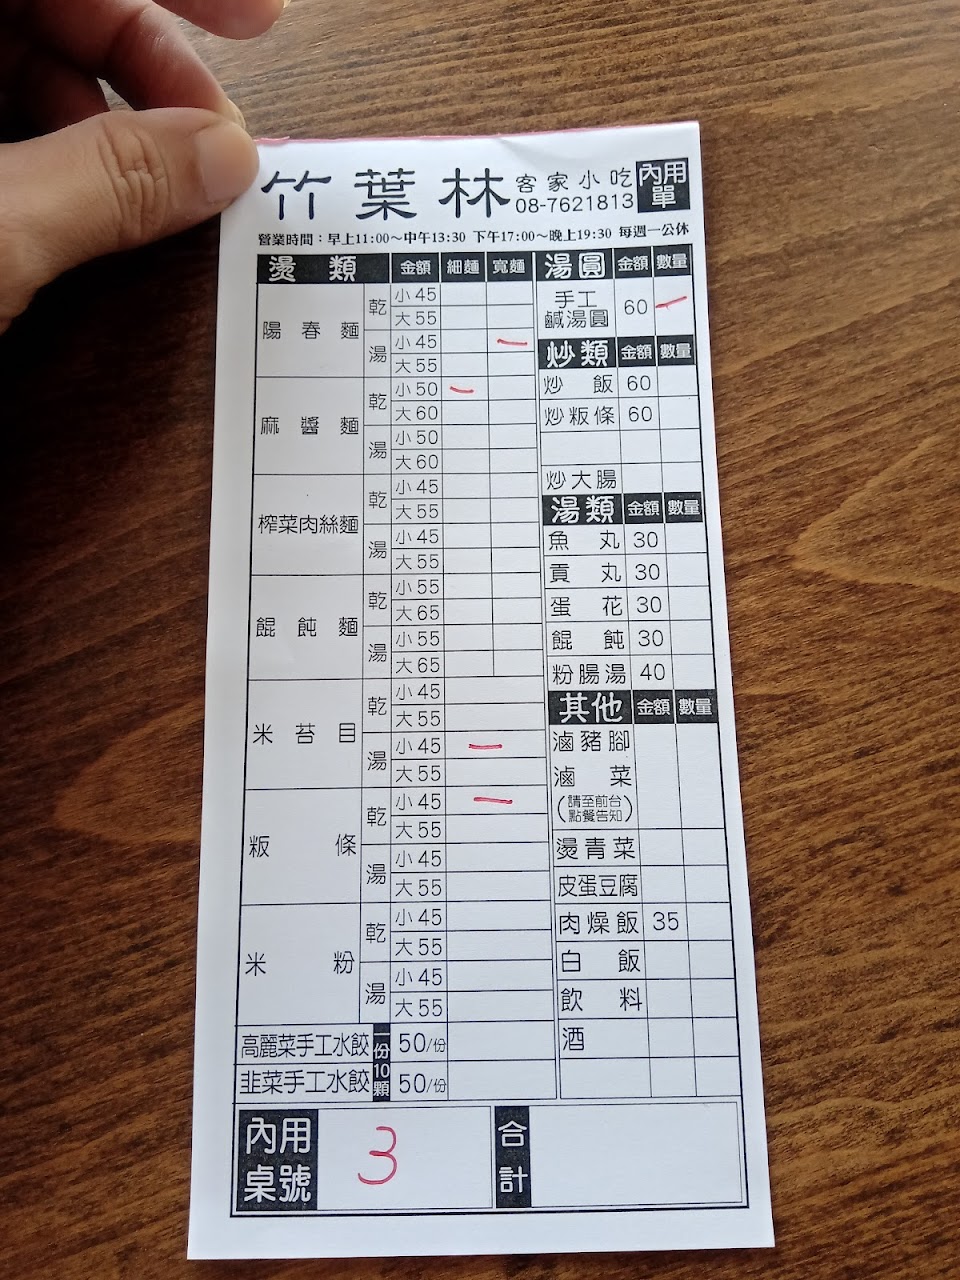 竹葉林 客家小吃 內用單
08-7621813
營業時間：早上11:00～中午13:30 下午17:00～晚上19:30 每週一公休
燙類 金額 細麵 寬麵
陽春麵 乾 小45
大55
湯 小45 一
大55
麻醬麵 乾 小50 一
大60
湯 小50
大60
榨菜肉絲麵 乾 小45
大55
湯 小45
大55
餛飩麵 乾 小55
大65
湯 小55
大65
米苔目 乾 小45
大55
湯 小45 一
大55
粄條 乾 小45 一
大55
湯 小45
大55
米粉 乾 小45
大55
湯 小45
大55
高麗菜手工水餃 一份10顆 50/份
韭菜手工水餃 50/份
湯圓 金額 數量
手工鹹湯圓 60 一
炒類 金額 數量
炒飯 60
炒粄條 60
炒大腸
湯類 金額 數量
魚丸 30
貢丸 30
蛋花 30
餛飩 30
粉腸湯 40
其他 金額 數量
滷豬腳
滷菜
(請至前台點餐告知)
燙青菜
皮蛋豆腐
肉燥飯 35
白飯
飲料
酒
內用桌號 3 合計